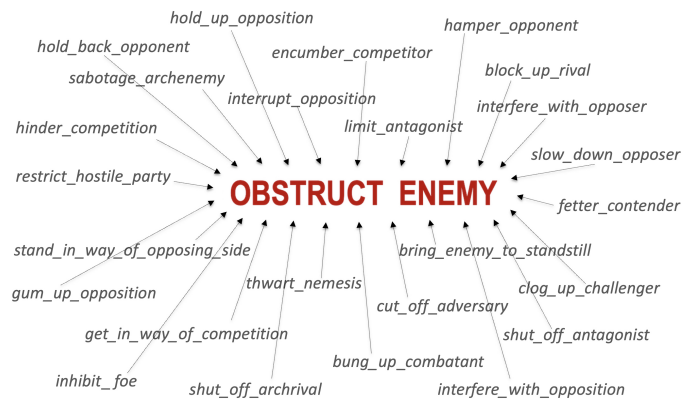 hold_up_opposition
hamper_opponent
hold_back_opponent
encumber_competitor
sabotage_archenemy
block_up_rival
interrupt_opposition
interfere_with_opposer
hinder_competition
limit_antagonist
slow_down_opposer
restrict_hostile_party
OBSTRUCT ENEMY
fetter_contender
stand_in_way_of_opposing_side
bring_enemy_to_standstill
gum_up_opposition
thwart_nemesis
clog_up_challenger
cut_off_adversary
get_in_way_of_competition
shut_off_antagonist
bung_up_combatant
inhibit_foe
shut_off_archrival
interfere_with_opposition